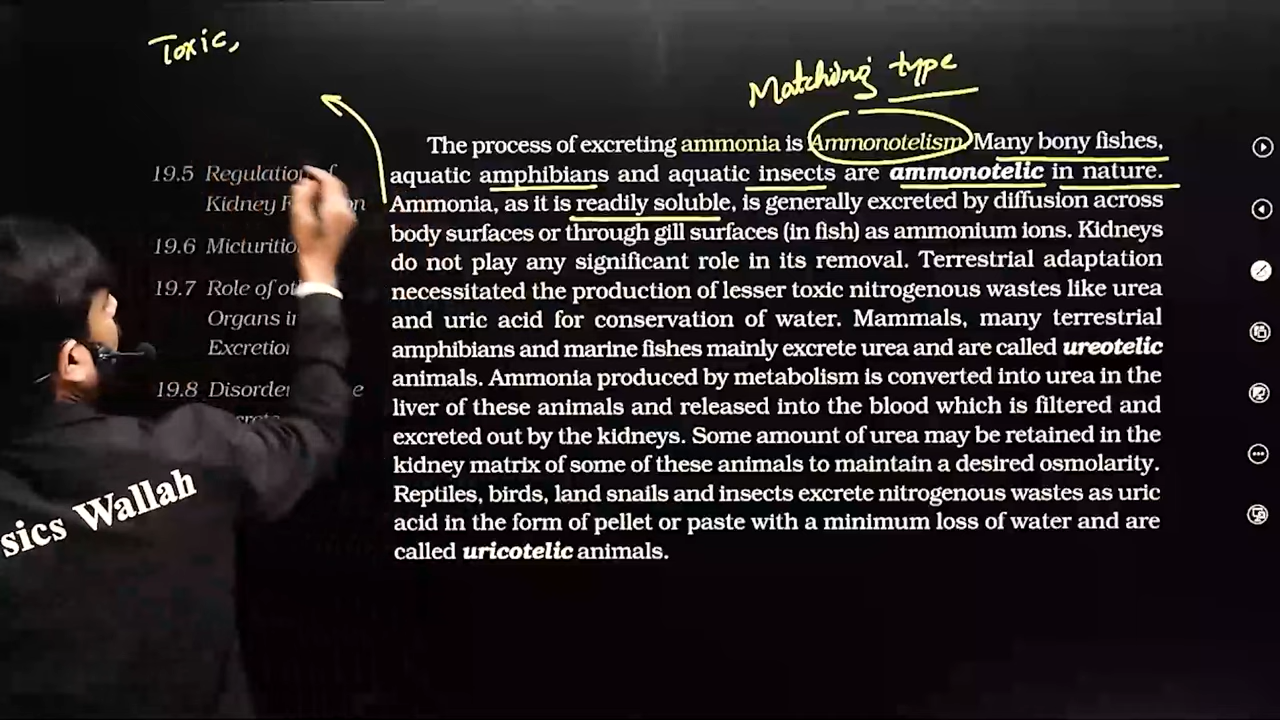 Toxic,
Matching type
The process of excreting ammonia is Ammonotelism. Many bony fishes,
aquatic amphibians and aquatic insects are ammonotelic in nature.
Ammonia, as it is readily soluble, is generally excreted by diffusion across
body surfaces or through gill surfaces (in fish) as ammonium ions. Kidneys
do not play any significant role in its removal. Terrestrial adaptation
necessitated the production of lesser toxic nitrogenous wastes like urea
and uric acid for conservation of water. Mammals, many terrestrial
amphibians and marine fishes mainly excrete urea and are called ureotelic
animals. Ammonia produced by metabolism is converted into urea in the
liver of these animals and released into the blood which is filtered and
excreted out by the kidneys. Some amount of urea may be retained in the
kidney matrix of some of these animals to maintain a desired osmolarity.
Reptiles, birds, land snails and insects excrete nitrogenous wastes as uric
acid in the form of pellet or paste with a minimum loss of water and are
called uricotelic animals.
19.5 Regulation of
Kidney
19.6
19.7 Role of
Organs
19.8
sics Wallah